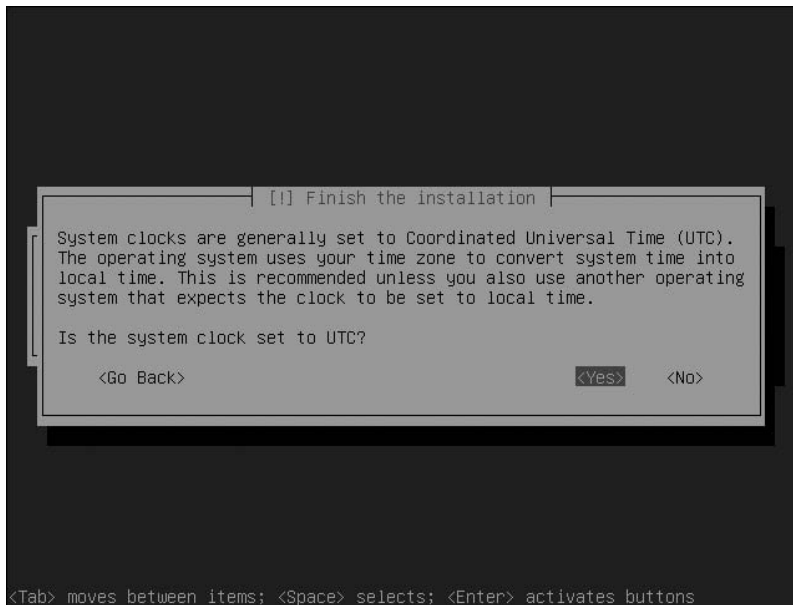 [!] Finish the installation
System clocks are generally set to Coordinated Universal Time (UTC).
The operating system uses your time zone to convert system time into
local time. This is recommended unless you also use another operating
system that expects the clock to be set to local time.
Is the system clock set to UTC?
<Go Back> <Yes> <No>
<Tab> moves between items; <Space> selects; <Enter> activates buttons